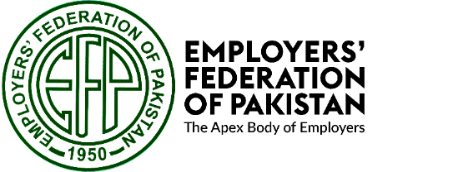 EMPLOYERS' FEDERATION OF PAKISTAN
EFP
1950
EMPLOYERS'
FEDERATION
OF PAKISTAN
The Apex Body of Employers